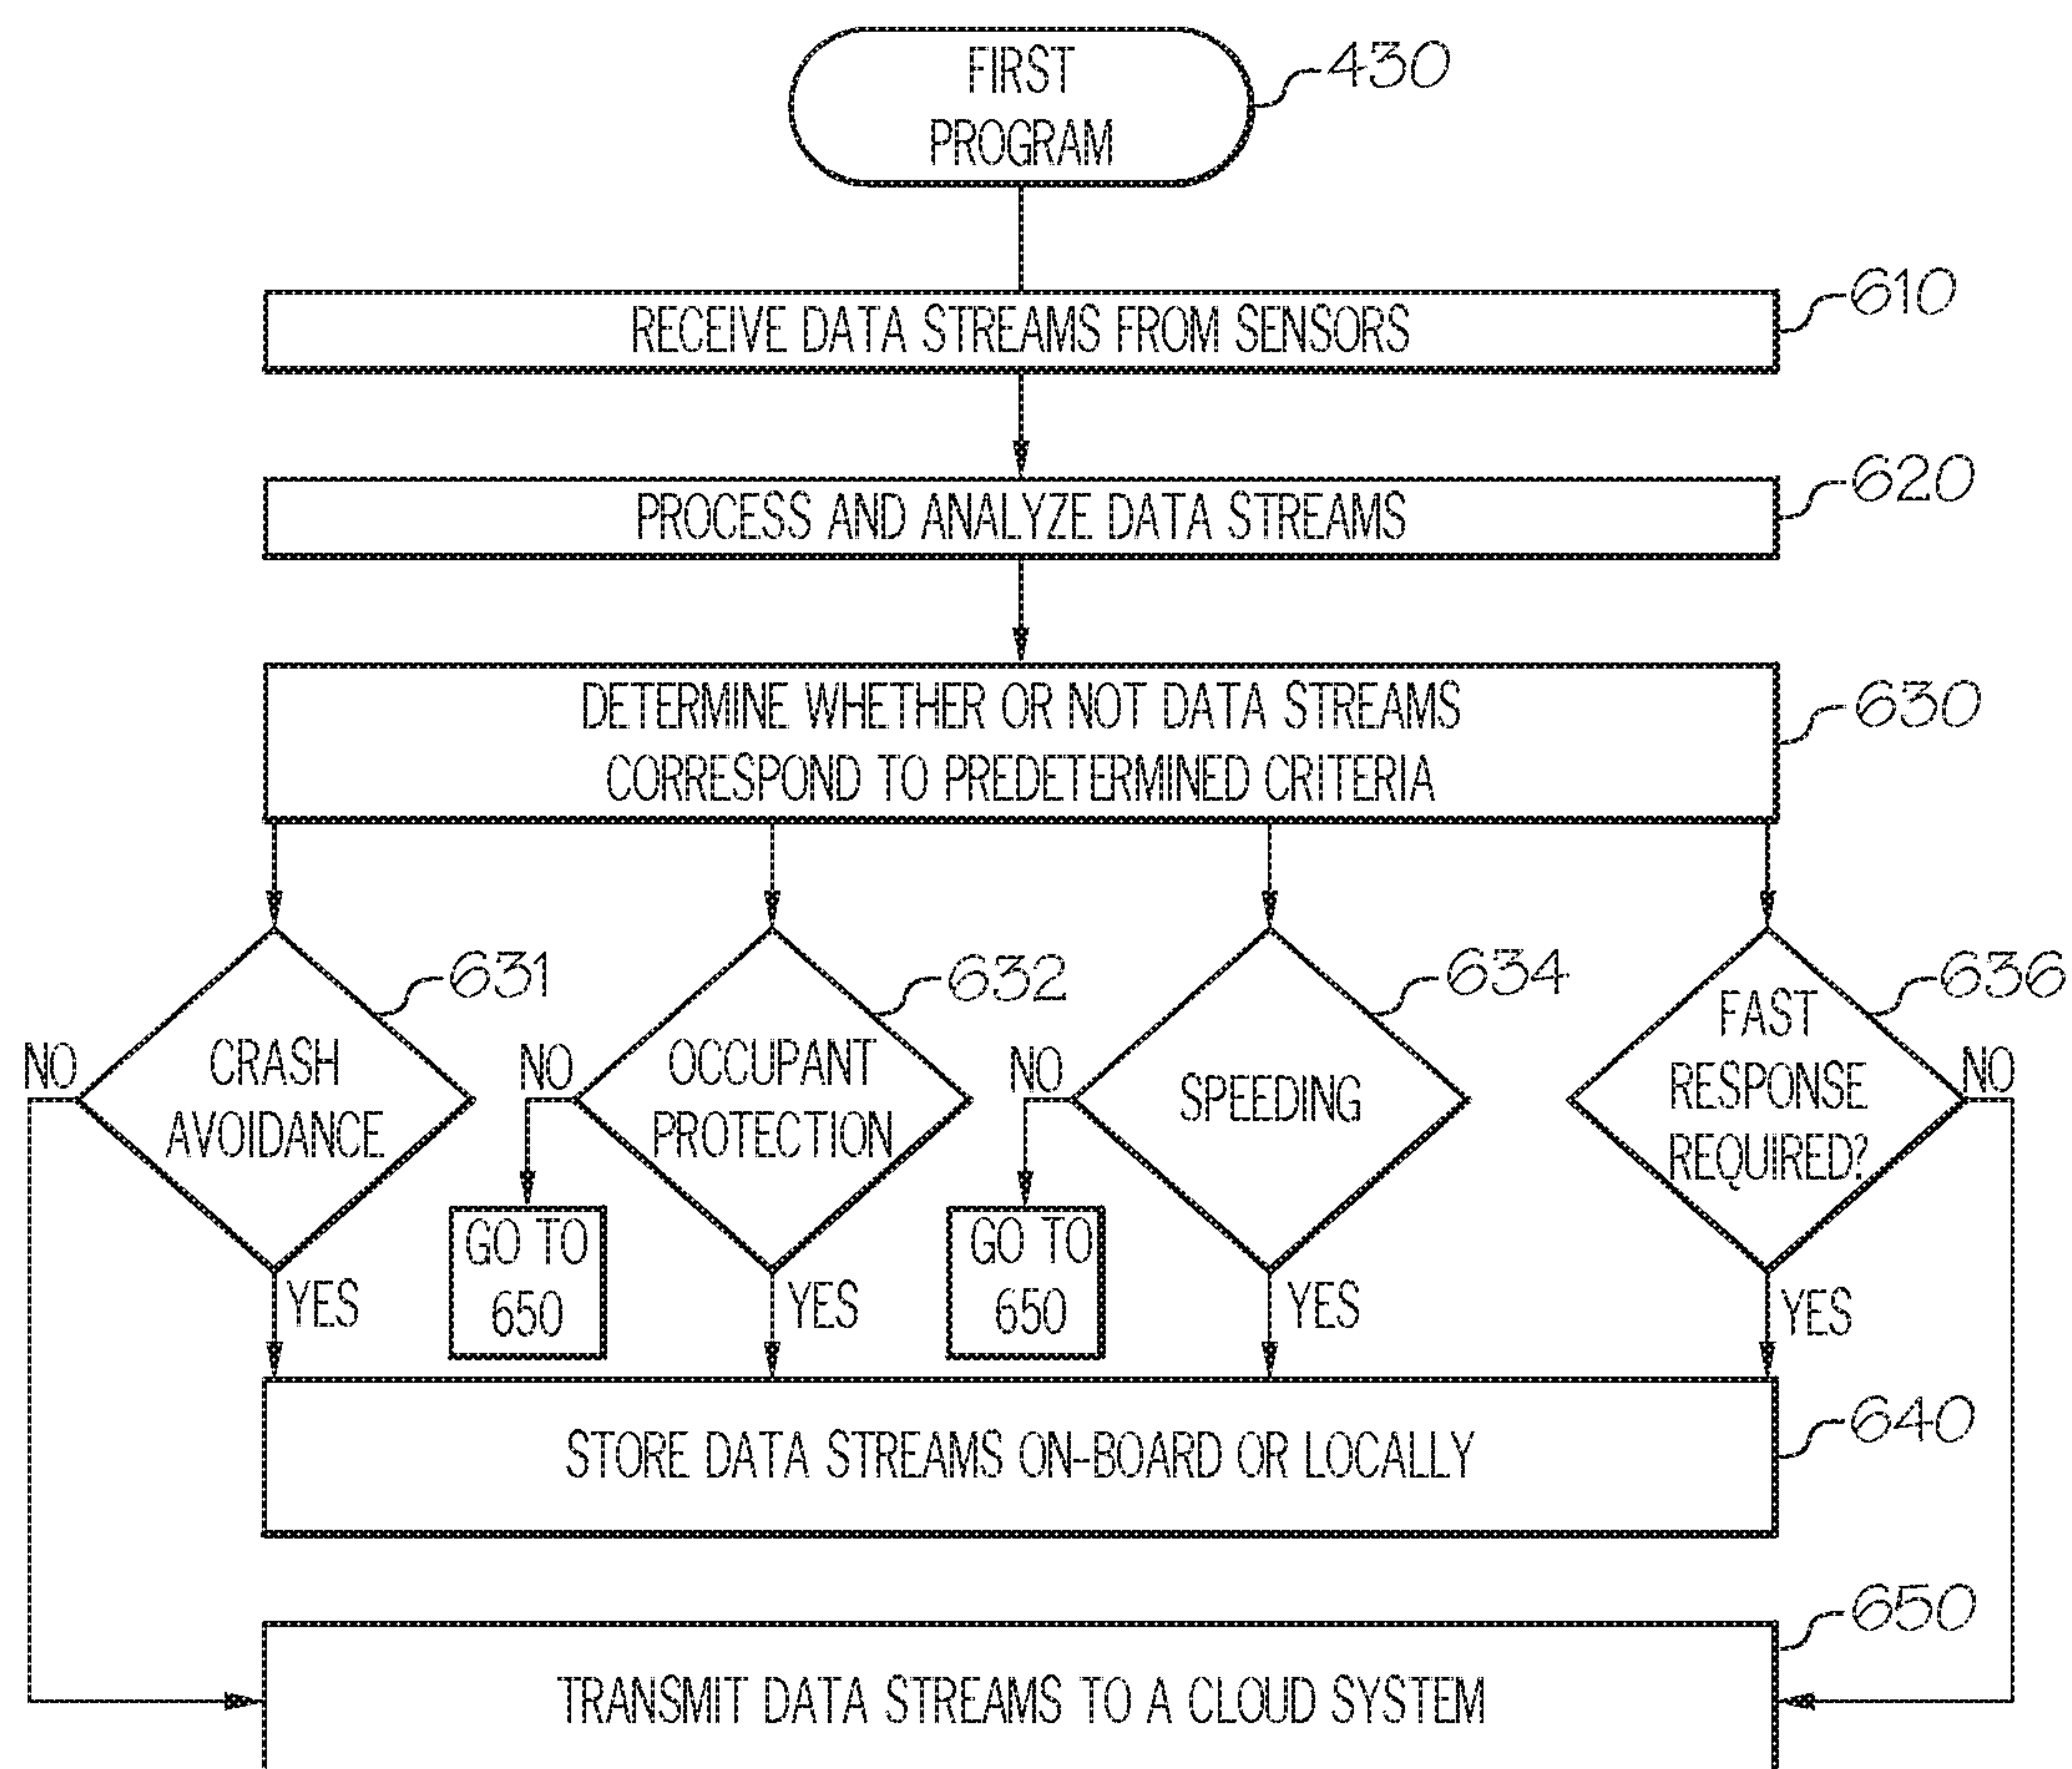 FIRST
PROGRAM
430
RECEIVE DATA STREAMS FROM SENSORS
610
PROCESS AND ANALYZE DATA STREAMS
620
DETERMINE WHETHER OR NOT DATA STREAMS
CORRESPOND TO PREDETERMINED CRITERIA
630
631
632
634
636
NO
CRASH
AVOIDANCE
NO
OCCUPANT
PROTECTION
NO
SPEEDING
FAST
RESPONSE
REQUIRED?
NO
YES
GO TO
650
YES
GO TO
650
YES
YES
STORE DATA STREAMS ON-BOARD OR LOCALLY
640
TRANSMIT DATA STREAMS TO A CLOUD SYSTEM
650